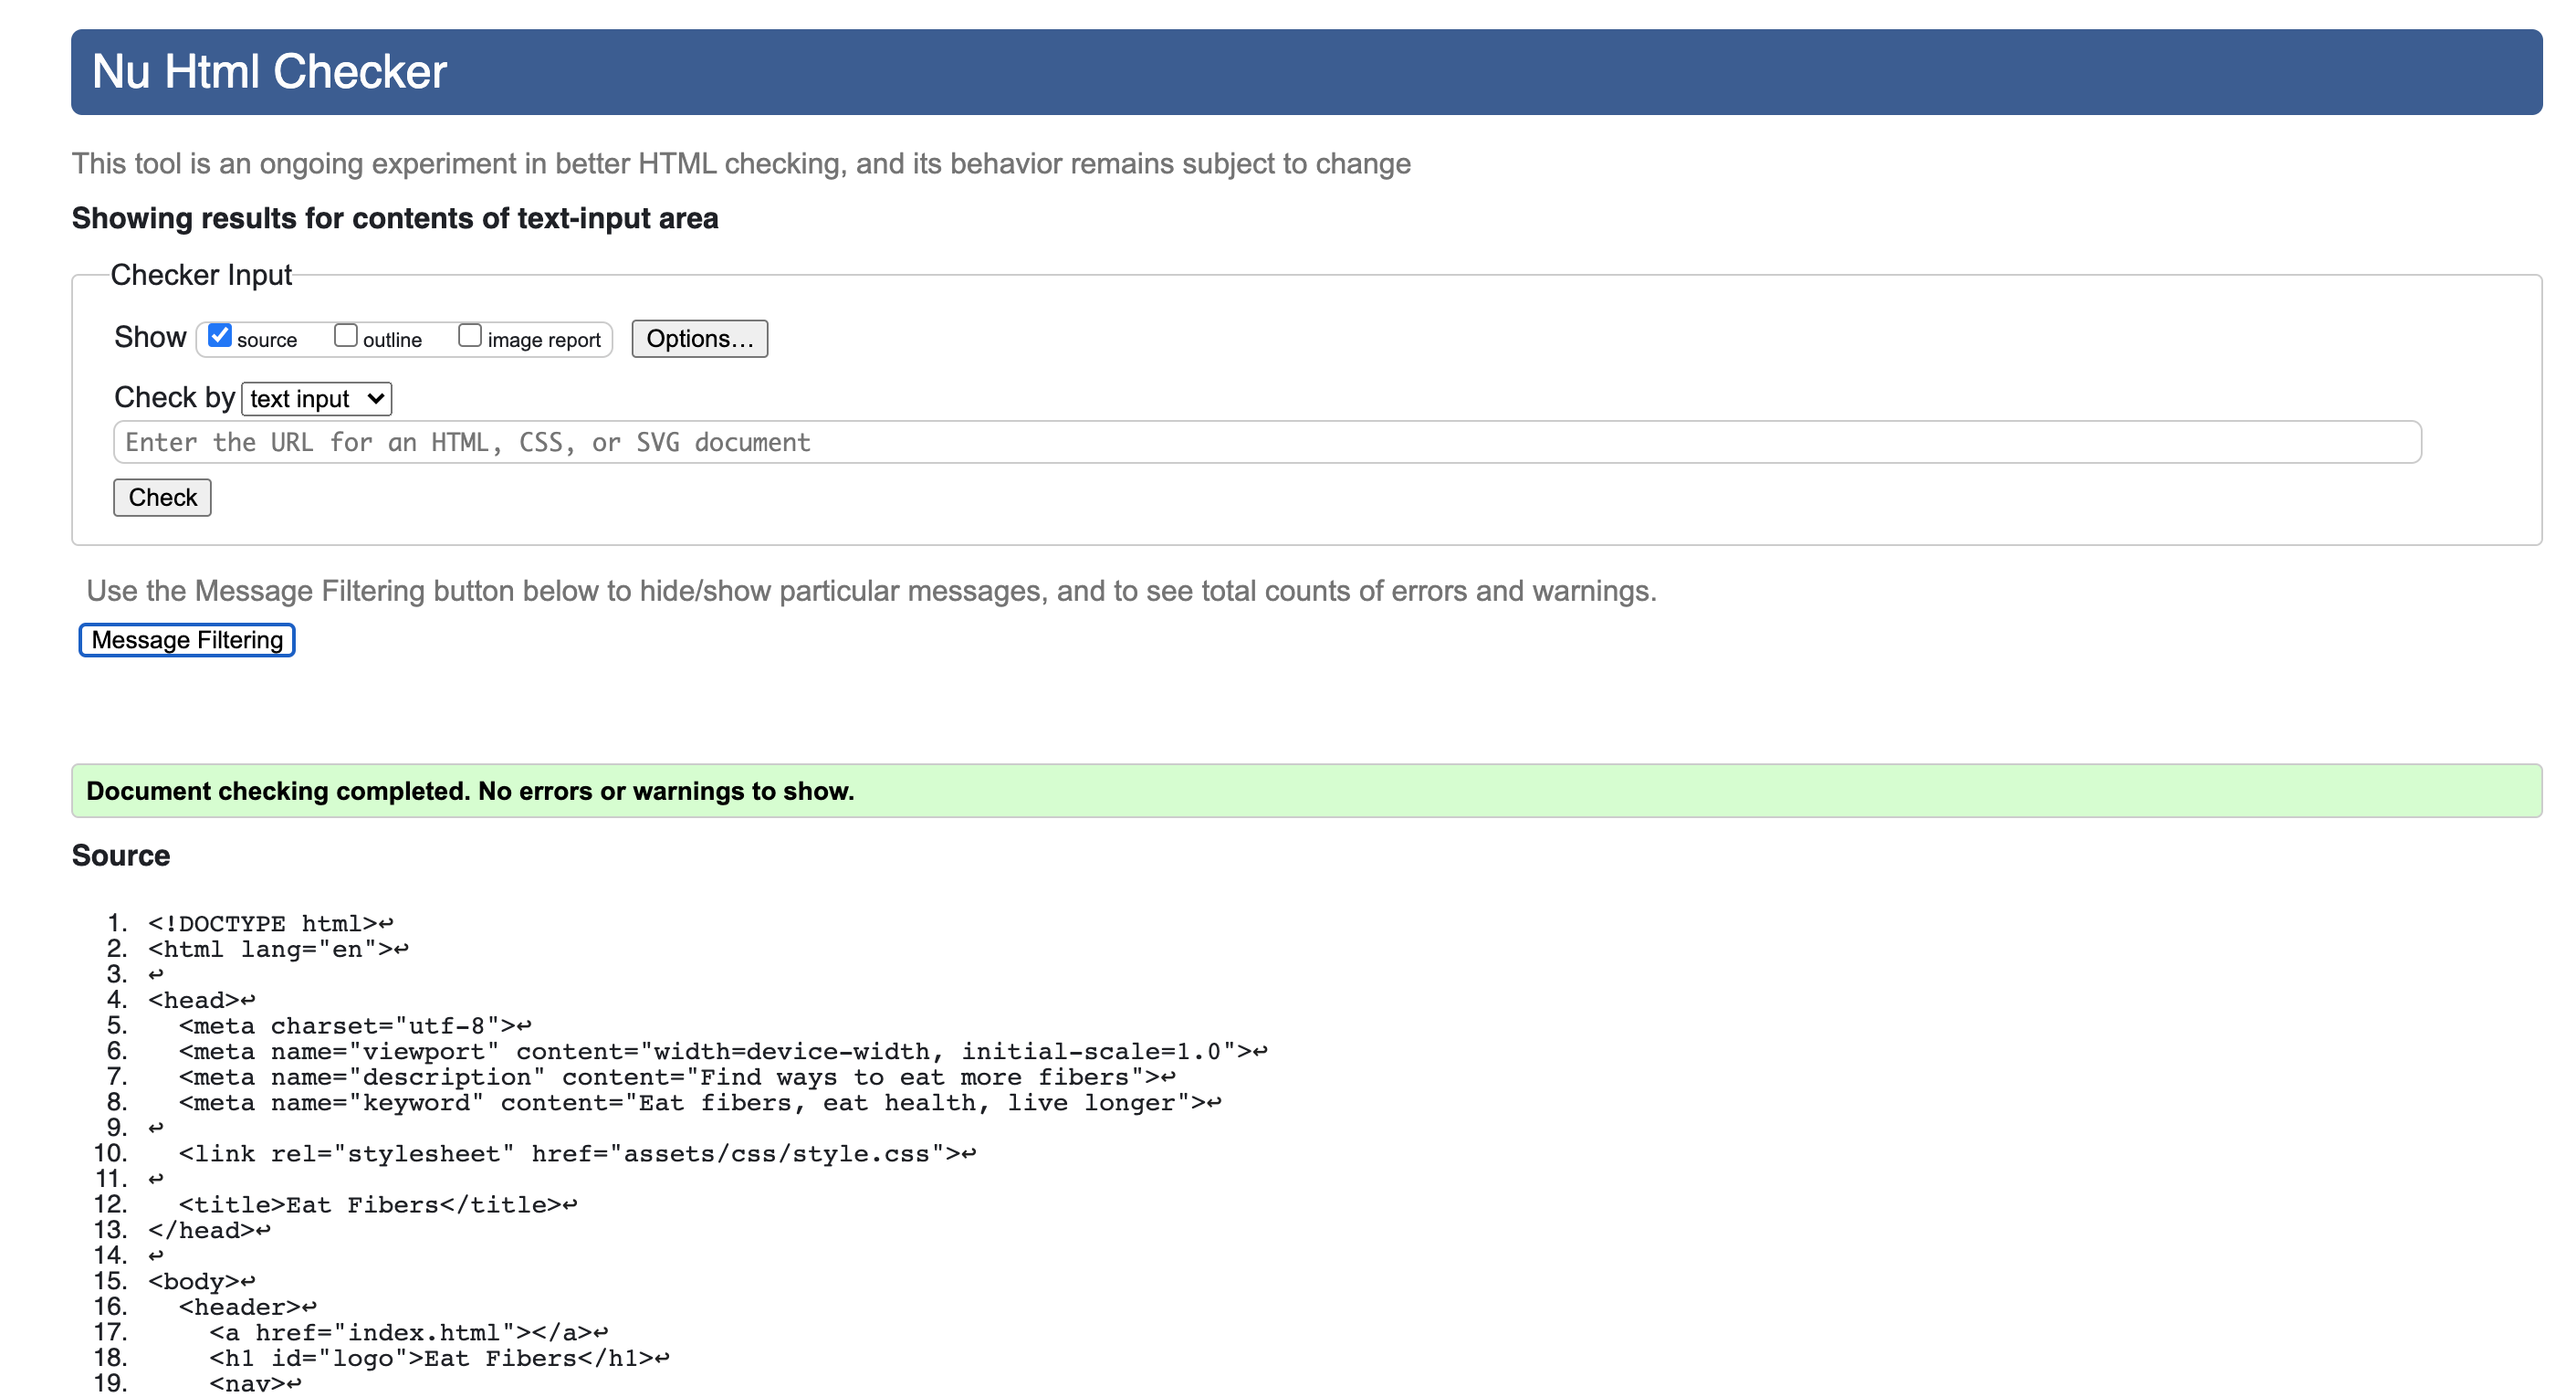 Nu Html Checker
This tool is an ongoing experiment in better HTML checking, and its behavior remains subject to change
Showing results for contents of text-input area
Checker Input
Show source outline image report Options...
Check by text input
Enter the URL for an HTML, CSS, or SVG document
Check
Use the Message Filtering button below to hide/show particular messages, and to see total counts of errors and warnings.
Message Filtering
Document checking completed. No errors or warnings to show.
Source
1. <!DOCTYPE html>↩
2. <html lang="en">↩
3. ↩
4. <head>↩
5.   <meta charset="utf-8">↩
6.   <meta name="viewport" content="width=device-width, initial-scale=1.0">↩
7.   <meta name="description" content="Find ways to eat more fibers">↩
8.   <meta name="keyword" content="Eat fibers, eat health, live longer">↩
9. ↩
10.   <link rel="stylesheet" href="assets/css/style.css">↩
11. ↩
12.   <title>Eat Fibers</title>↩
13. </head>↩
14. ↩
15. <body>↩
16.   <header>↩
17.     <a href="index.html"></a>↩
18.     <h1 id="logo">Eat Fibers</h1>↩
19.     <nav>↩